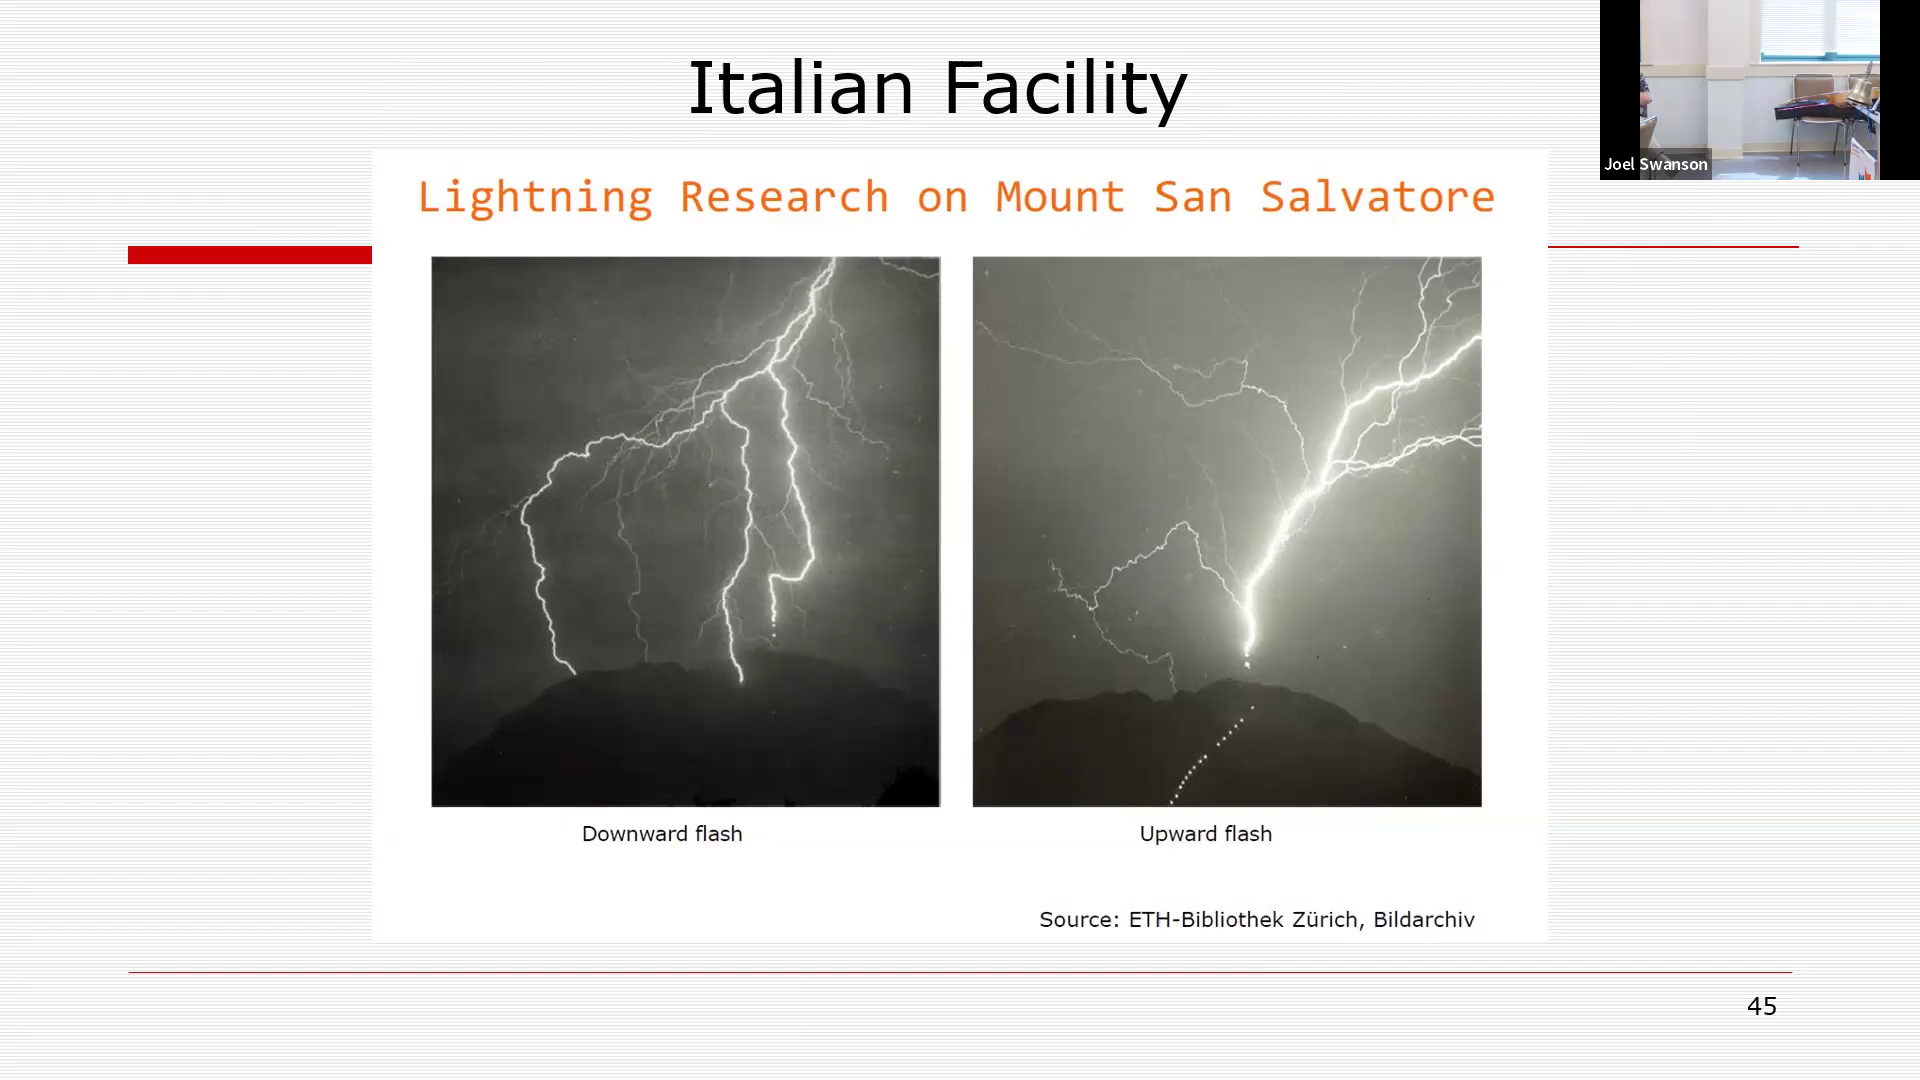 Italian Facility
Joel Swanson
Lightning Research on Mount San Salvatore
Downward flash
Upward flash
Source: ETH-Bibliothek Zürich, Bildarchiv
45